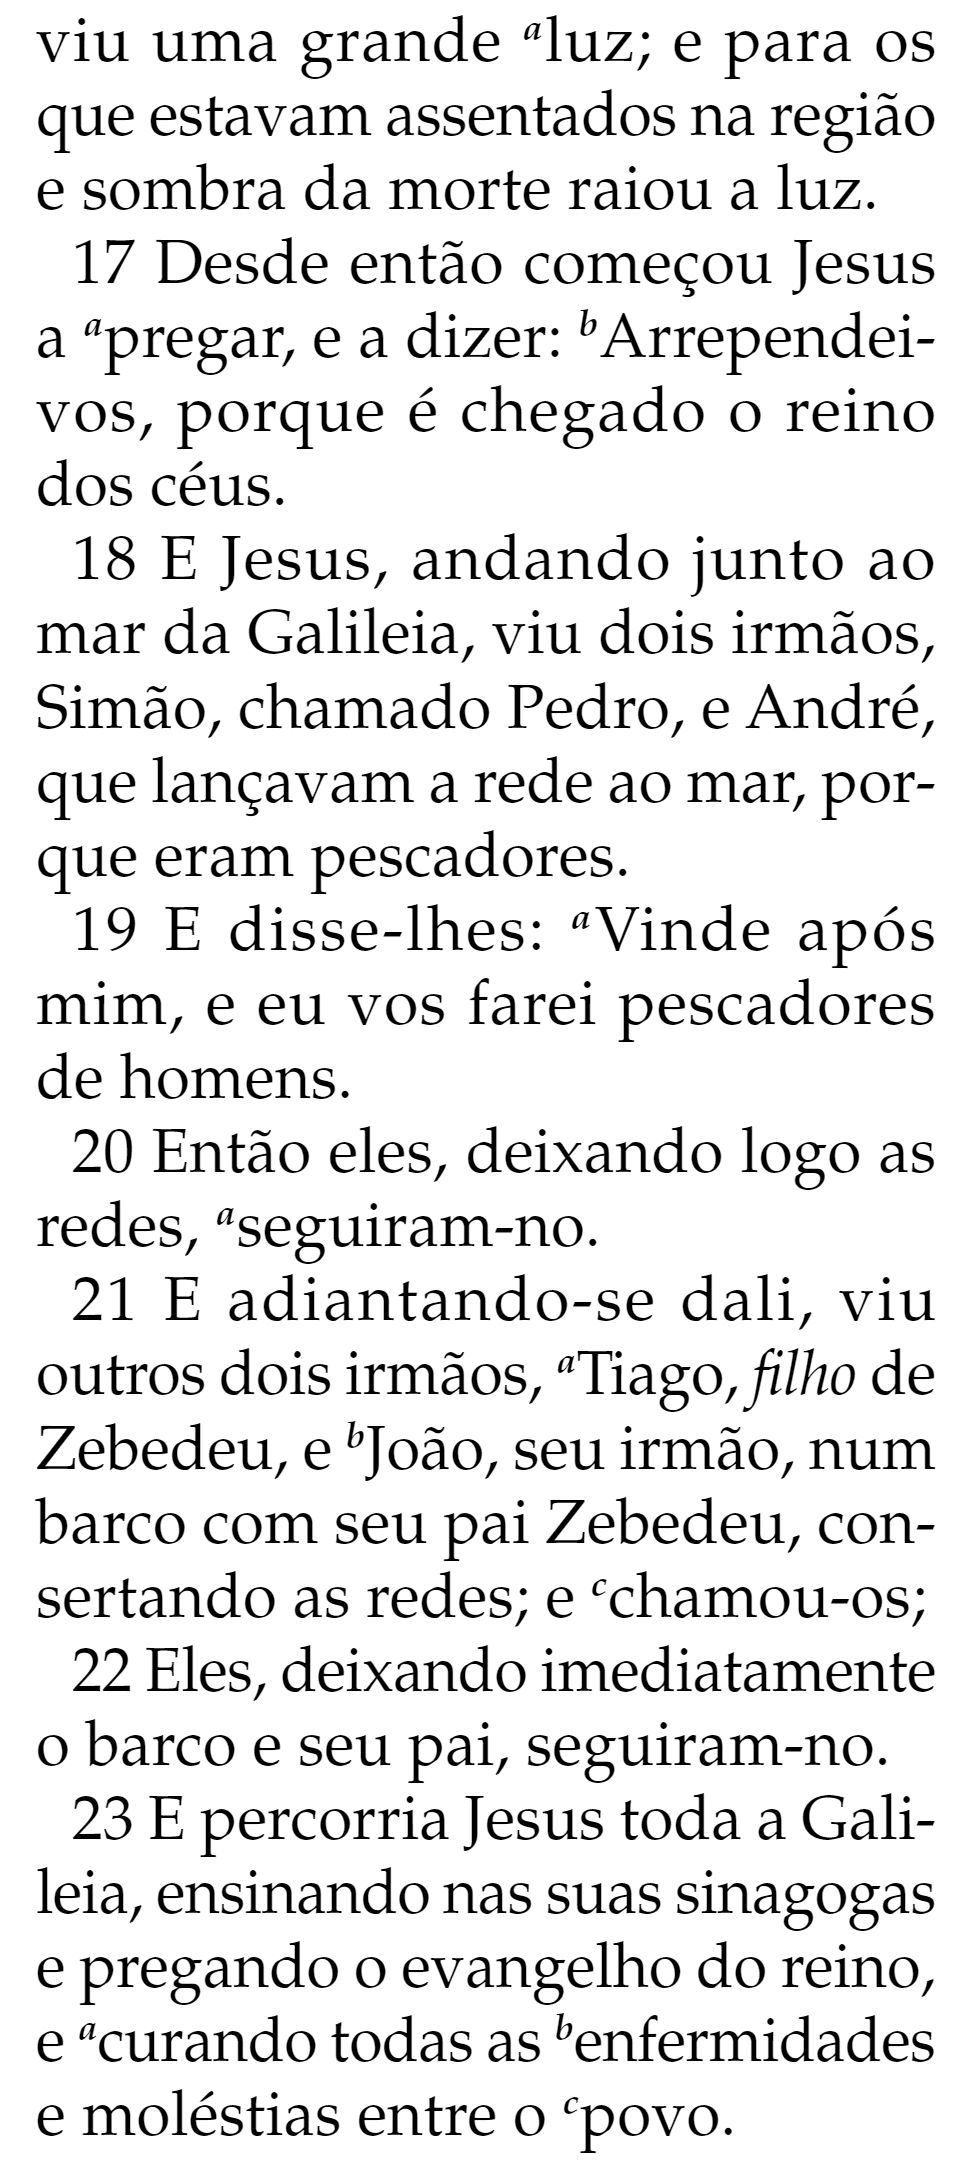 viu uma grande ᵃluz; e para os
que estavam assentados na região
e sombra da morte raiou a luz.
17 Desde então começou Jesus
a ᵃpregar, e a dizer: ᵇArrependei-
vos, porque é chegado o reino
dos céus.
18 E Jesus, andando junto ao
mar da Galileia, viu dois irmãos,
Simão, chamado Pedro, e André,
que lançavam a rede ao mar, por-
que eram pescadores.
19 E disse-lhes: ᵃVinde após
mim, e eu vos farei pescadores
de homens.
20 Então eles, deixando logo as
redes, ᵃseguiram-no.
21 E adiantando-se dali, viu
outros dois irmãos, ᵃTiago, filho de
Zebedeu, e ᵇJoão, seu irmão, num
barco com seu pai Zebedeu, con-
sertando as redes; e ᶜchamou-os;
22 Eles, deixando imediatamente
o barco e seu pai, seguiram-no.
23 E percorria Jesus toda a Gali-
leia, ensinando nas suas sinagogas
e pregando o evangelho do reino,
e ᵃcurando todas as ᵇenfermidades
e moléstias entre o ᶜpovo.